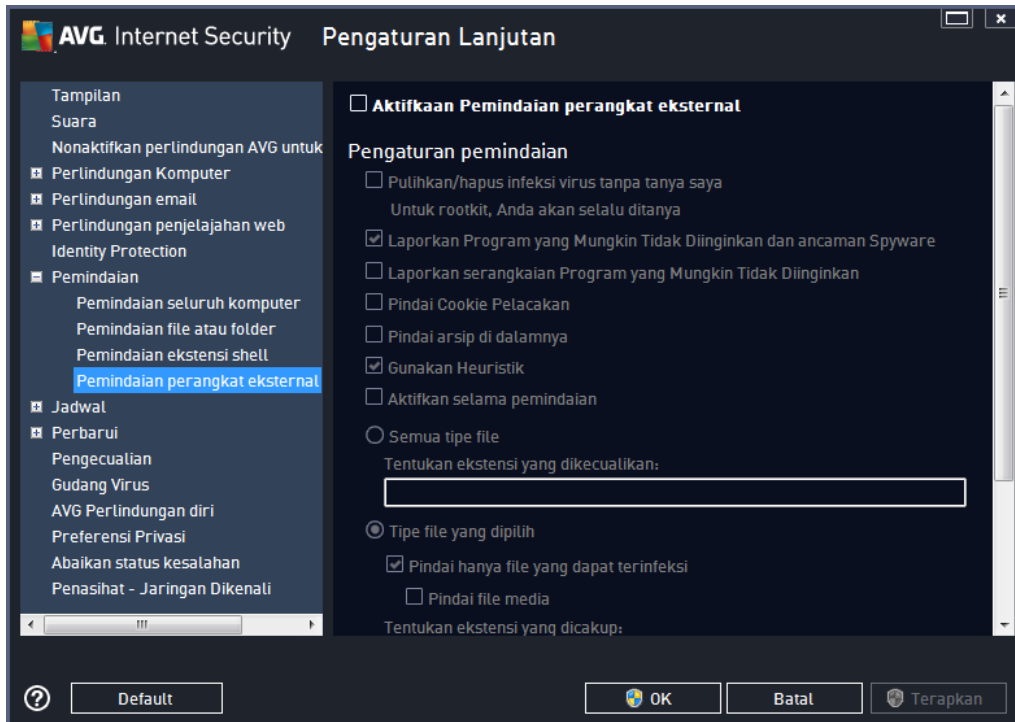 AVG. Internet Security Pengaturan Lanjutan
Tampilan
Suara
Nonaktifkan perlindungan AVG untuk
Perlindungan Komputer
Perlindungan email
Perlindungan penjelajahan web
Identity Protection
Pemindaian
Pemindaian seluruh komputer
Pemindaian file atau folder
Pemindaian ekstensi shell
Pemindaian perangkat eksternal
Jadwal
Perbarui
Pengecualian
Gudang Virus
AVG Perlindungan diri
Preferensi Privasi
Abaikan status kesalahan
Penasihat - Jaringan Dikenali
Aktifkaan Pemindaian perangkat eksternal
Pengaturan pemindaian
Pulihkan/hapus infeksi virus tanpa tanya saya
Untuk rootkit, Anda akan selalu ditanya
Laporkan Program yang Mungkin Tidak Diinginkan dan ancaman Spyware
Laporkan serangkaian Program yang Mungkin Tidak Diinginkan
Pindai Cookie Pelacakan
Pindai arsip di dalamnya
Gunakan Heuristik
Aktifkan selama pemindaian
Semua tipe file
Tentukan ekstensi yang dikecualikan:
Tipe file yang dipilih
Pindai hanya file yang dapat terinfeksi
Pindai file media
Tentukan ekstensi yang dicakup:
Default
OK
Batal
Terapkan